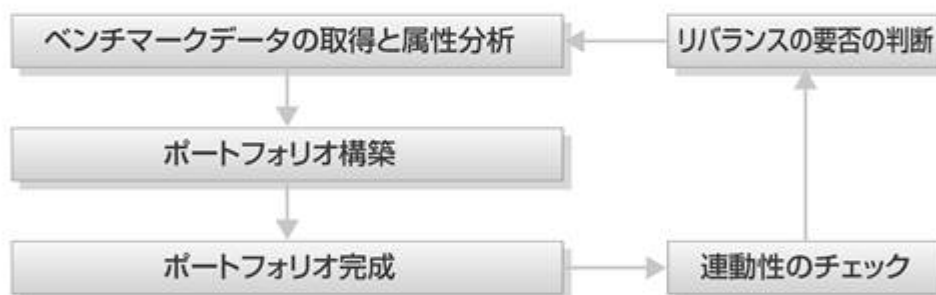 ベンチマークデータの取得と属性分析
リバランスの要否の判断
ポートフォリオ構築
ポートフォリオ完成
連動性のチェック